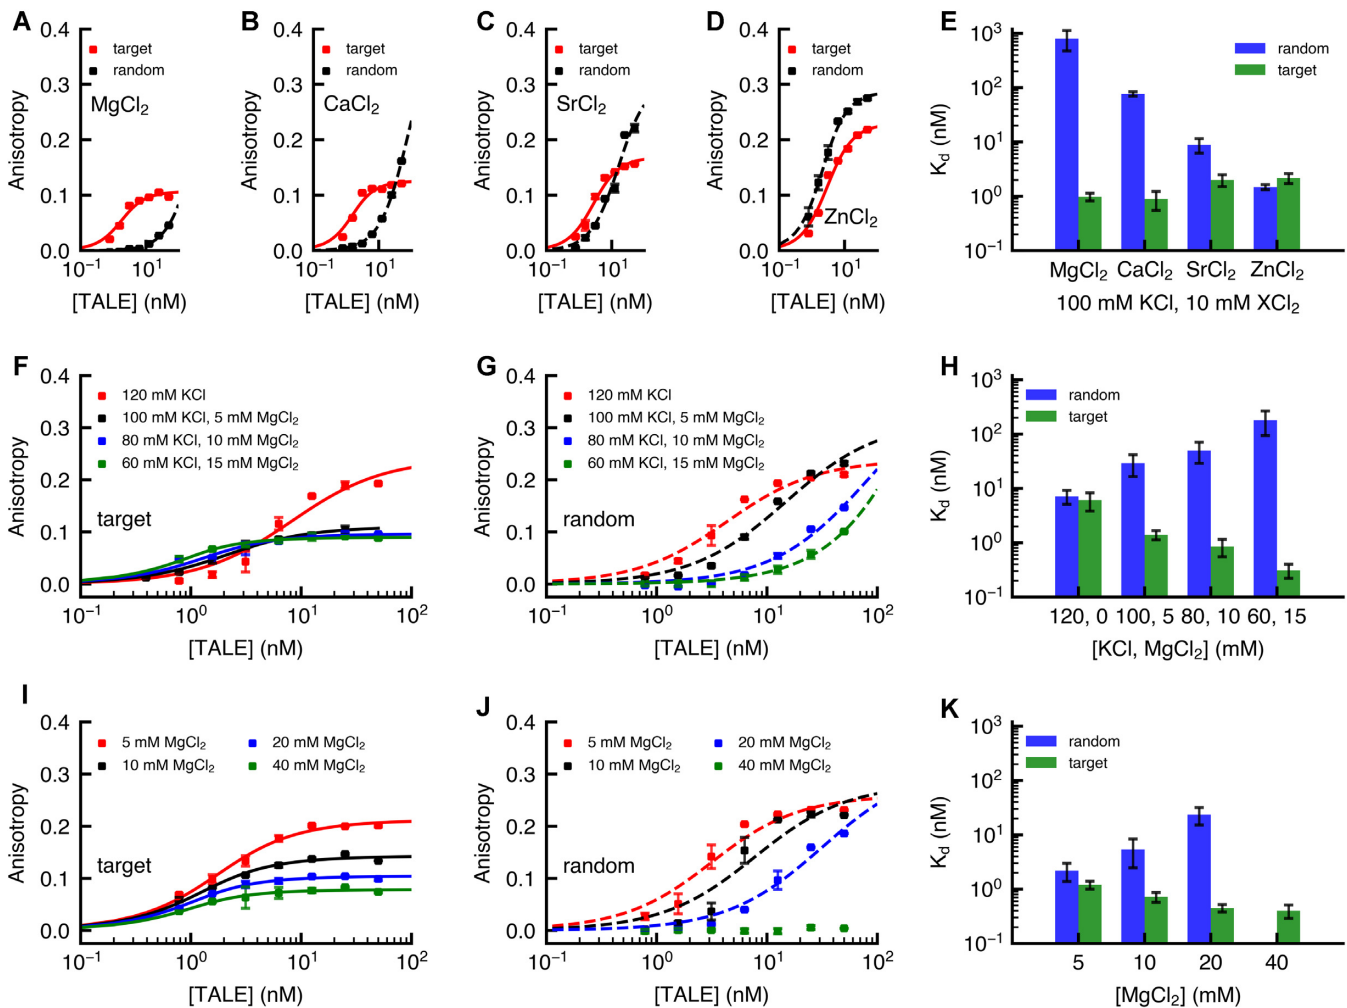 A
0.4
0.3
0.2
0.1
0.0
Anisotropy
target
random
MgCl₂
10⁻¹
10¹
[TALE] (nM)
B
0.4
0.3
0.2
0.1
0.0
Anisotropy
target
random
CaCl₂
10⁻¹
10¹
[TALE] (nM)
C
0.4
0.3
0.2
0.1
0.0
Anisotropy
target
random
SrCl₂
10⁻¹
10¹
[TALE] (nM)
D
0.4
0.3
0.2
0.1
0.0
Anisotropy
target
random
ZnCl₂
10⁻¹
10¹
[TALE] (nM)
E
10³
10²
10¹
10⁰
10⁻¹
K_d (nM)
random
target
MgCl₂ CaCl₂ SrCl₂ ZnCl₂
100 mM KCl, 10 mM XCl₂
F
0.4
0.3
0.2
0.1
0.0
Anisotropy
120 mM KCl
100 mM KCl, 5 mM MgCl₂
80 mM KCl, 10 mM MgCl₂
60 mM KCl, 15 mM MgCl₂
target
10⁻¹ 10⁰ 10¹ 10²
[TALE] (nM)
G
0.4
0.3
0.2
0.1
0.0
Anisotropy
120 mM KCl
100 mM KCl, 5 mM MgCl₂
80 mM KCl, 10 mM MgCl₂
60 mM KCl, 15 mM MgCl₂
random
10⁻¹ 10⁰ 10¹ 10²
[TALE] (nM)
H
10³
10²
10¹
10⁰
10⁻¹
K_d (nM)
random
target
120, 0 100, 5 80, 10 60, 15
[KCl, MgCl₂] (mM)
I
0.4
0.3
0.2
0.1
0.0
Anisotropy
5 mM MgCl₂
10 mM MgCl₂
20 mM MgCl₂
40 mM MgCl₂
target
10⁻¹ 10⁰ 10¹ 10²
[TALE] (nM)
J
0.4
0.3
0.2
0.1
0.0
Anisotropy
5 mM MgCl₂
10 mM MgCl₂
20 mM MgCl₂
40 mM MgCl₂
random
10⁻¹ 10⁰ 10¹ 10²
[TALE] (nM)
K
10³
10²
10¹
10⁰
10⁻¹
K_d (nM)
random
target
5 10 20 40
[MgCl₂] (mM)